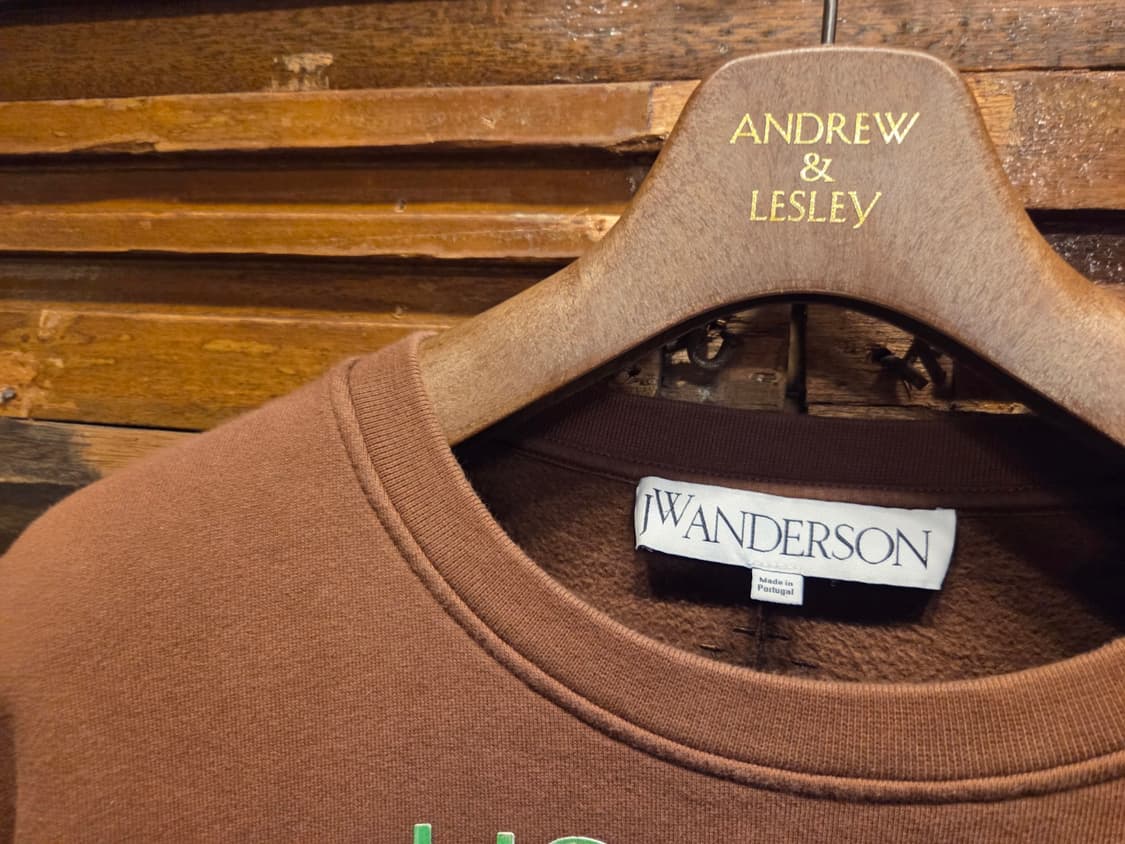 ANDREW
&
LESLEY
JWANDERSON
Made in
Portugal